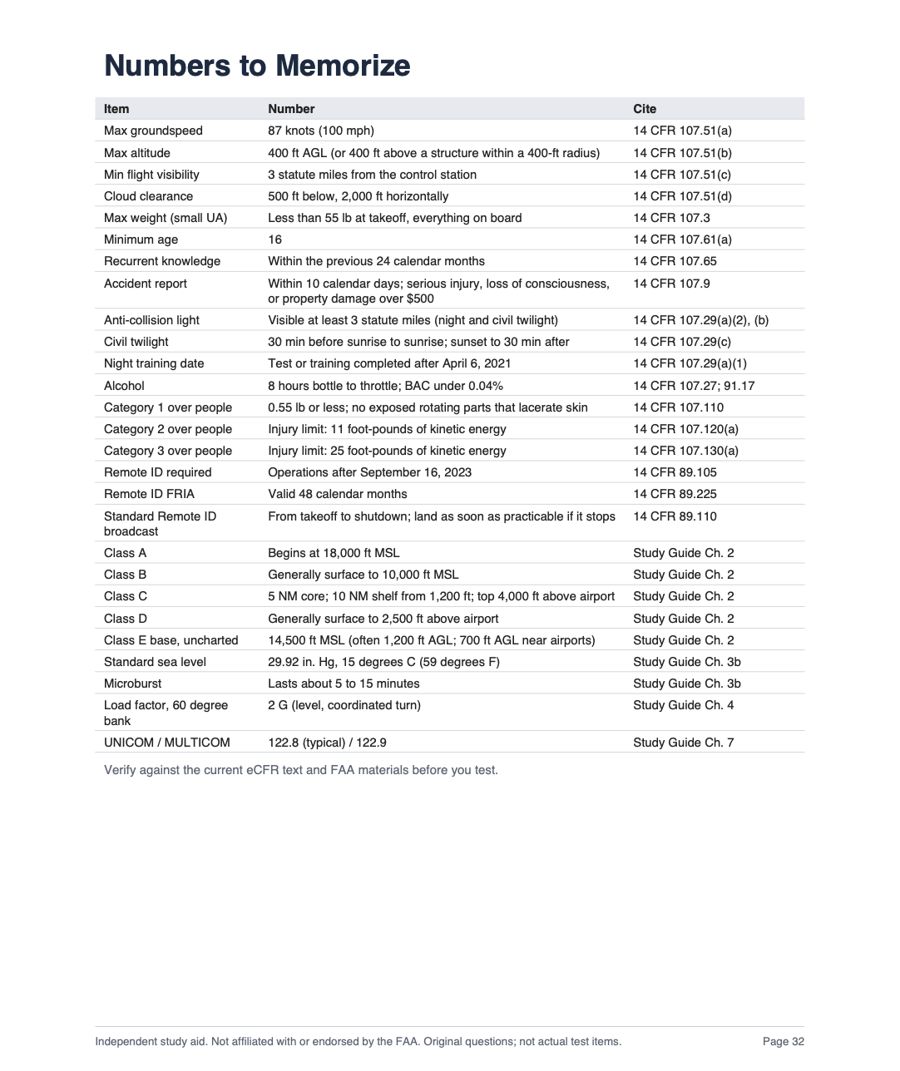 Numbers to Memorize
Item Number Cite
Max groundspeed 87 knots (100 mph) 14 CFR 107.51(a)
Max altitude 400 ft AGL (or 400 ft above a structure within a 400-ft radius) 14 CFR 107.51(b)
Min flight visibility 3 statute miles from the control station 14 CFR 107.51(c)
Cloud clearance 500 ft below, 2,000 ft horizontally 14 CFR 107.51(d)
Max weight (small UA) Less than 55 lb at takeoff, everything on board 14 CFR 107.3
Minimum age 16 14 CFR 107.61(a)
Recurrent knowledge Within the previous 24 calendar months 14 CFR 107.65
Accident report Within 10 calendar days; serious injury, loss of consciousness, 14 CFR 107.9
or property damage over $500
Anti-collision light Visible at least 3 statute miles (night and civil twilight) 14 CFR 107.29(a)(2), (b)
Civil twilight 30 min before sunrise to sunrise; sunset to 30 min after 14 CFR 107.29(c)
Night training date Test or training completed after April 6, 2021 14 CFR 107.29(a)(1)
Alcohol 8 hours bottle to throttle; BAC under 0.04% 14 CFR 107.27; 91.17
Category 1 over people 0.55 lb or less; no exposed rotating parts that lacerate skin 14 CFR 107.110
Category 2 over people Injury limit: 11 foot-pounds of kinetic energy 14 CFR 107.120(a)
Category 3 over people Injury limit: 25 foot-pounds of kinetic energy 14 CFR 107.130(a)
Remote ID required Operations after September 16, 2023 14 CFR 89.105
Remote ID FRIA Valid 48 calendar months 14 CFR 89.225
Standard Remote ID From takeoff to shutdown; land as soon as practicable if it stops 14 CFR 89.110
broadcast
Class A Begins at 18,000 ft MSL Study Guide Ch. 2
Class B Generally surface to 10,000 ft MSL Study Guide Ch. 2
Class C 5 NM core; 10 NM shelf from 1,200 ft; top 4,000 ft above airport Study Guide Ch. 2
Class D Generally surface to 2,500 ft above airport Study Guide Ch. 2
Class E base, uncharted 14,500 ft MSL (often 1,200 ft AGL; 700 ft AGL near airports) Study Guide Ch. 2
Standard sea level 29.92 in. Hg, 15 degrees C (59 degrees F) Study Guide Ch. 3b
Microburst Lasts about 5 to 15 minutes Study Guide Ch. 3b
Load factor, 60 degree 2 G (level, coordinated turn) Study Guide Ch. 4
bank
UNICOM / MULTICOM 122.8 (typical) / 122.9 Study Guide Ch. 7
Verify against the current eCFR text and FAA materials before you test.
Independent study aid. Not affiliated with or endorsed by the FAA. Original questions; not actual test items. Page 32